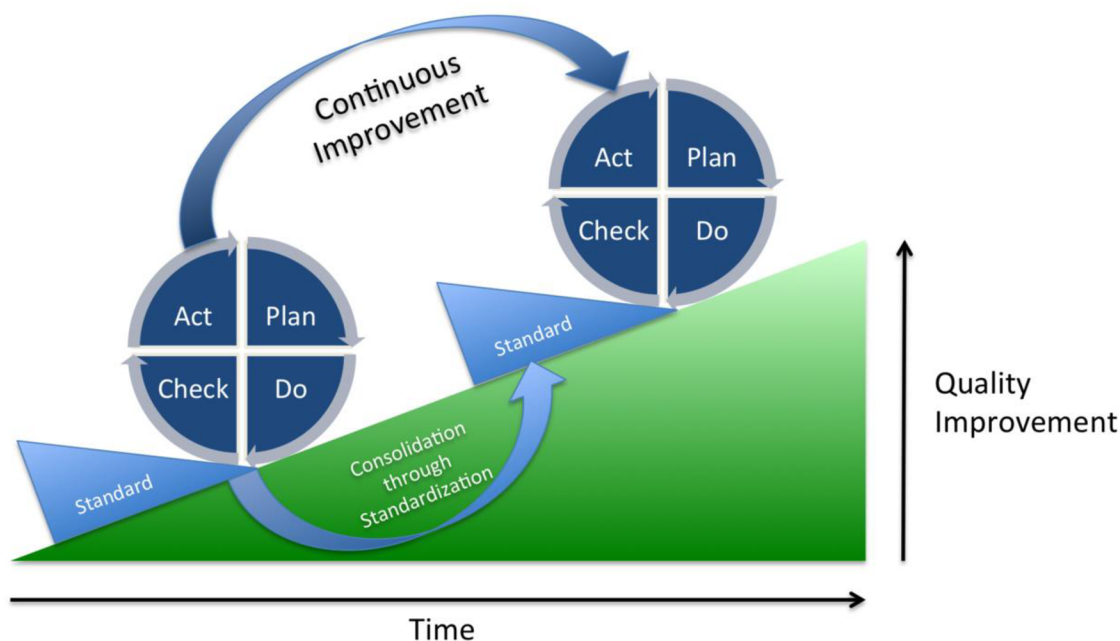 Continuous
Improvement
Act
Plan
Check
Do
Act
Plan
Check
Do
Standard
Standard
Consolidation
through
Standardization
Quality
Improvement
Time